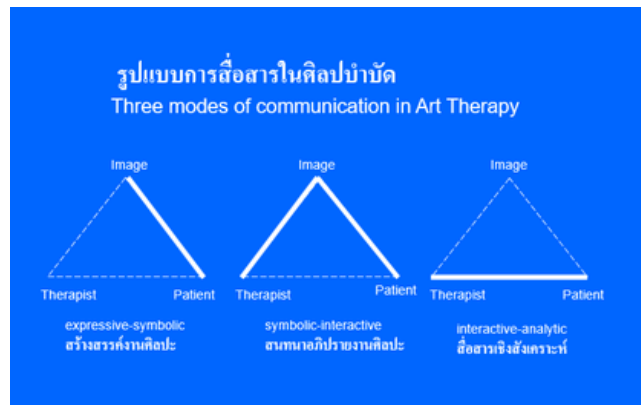 รูปแบบการสื่อสารในศิลปบำบัด
Three modes of communication in Art Therapy
Image
Image
Image
Therapist
Patient
Therapist
Patient
Therapist
Patient
expressive-symbolic
สร้างสรรค์งานศิลปะ
symbolic-interactive
สนทนาอภิปรายงานศิลปะ
interactive-analytic
สื่อสารเชิงสังเคราะห์